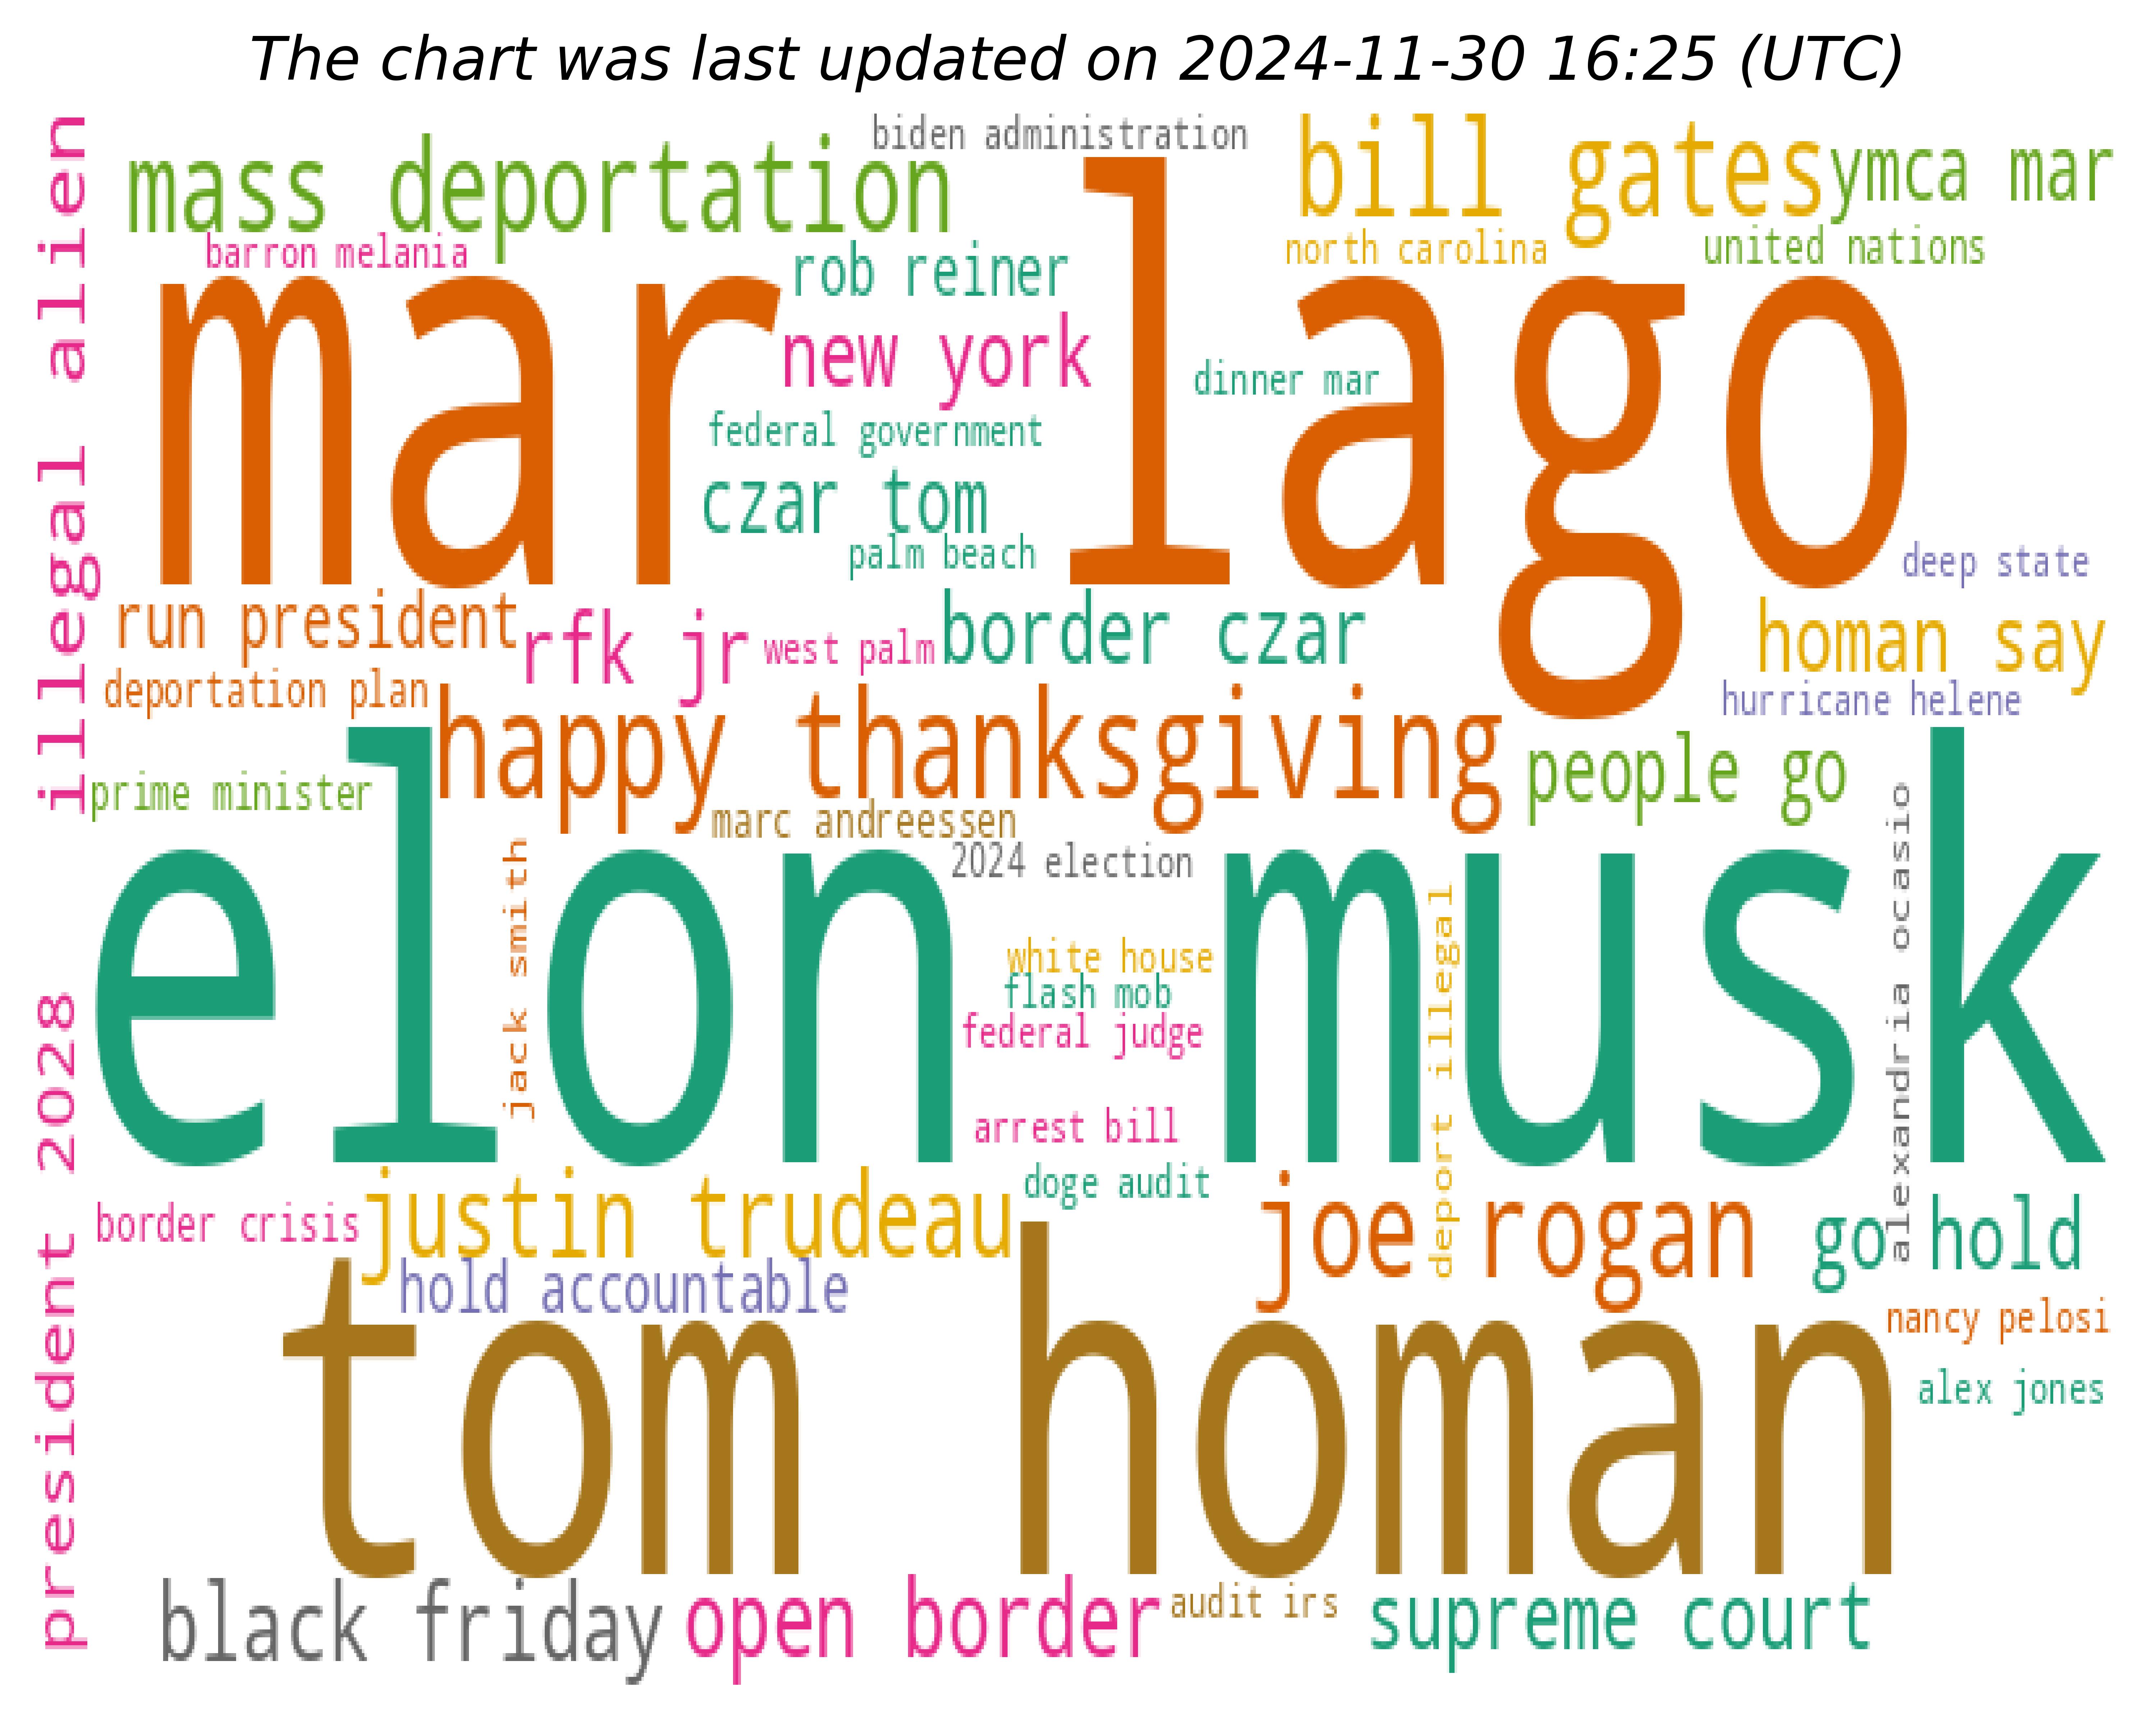 The chart was last updated on 2024-11-30 16:25 (UTC)
illegal alien
mass deportation
biden administration
bill gates
ymca mar
barron melania
rob reiner
north carolina
united nations
mar lago
new york
dinner mar
federal government
czar tom
palm beach
deep state
run president
rfk jr
west palm
border czar
homan say
deportation plan
happy thanksgiving
hurricane helene
prime minister
people go
marc andreessen
2024 election
elon musk
jack smith
white house
flash mob
federal judge
arrest bill
deport illegal
alexandria ocasio
president 2028
doge audit
border crisis
justin trudeau
joe rogan
go hold
hold accountable
tom homan
nancy pelosi
alex jones
black friday
open border
audit irs
supreme court